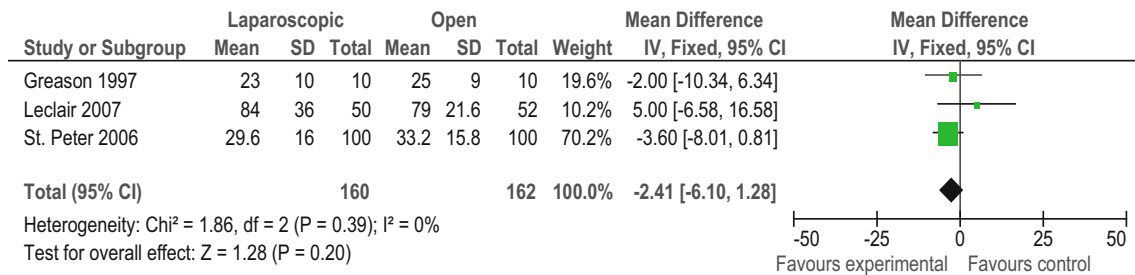 Laparoscopic Open Mean Difference Mean Difference
Study or Subgroup Mean SD Total Mean SD Total Weight IV, Fixed, 95% CI IV, Fixed, 95% CI
Greason 1997 23 10 10 25 9 10 19.6% -2.00 [-10.34, 6.34]
Leclair 2007 84 36 50 79 21.6 52 10.2% 5.00 [-6.58, 16.58]
St. Peter 2006 29.6 16 100 33.2 15.8 100 70.2% -3.60 [-8.01, 0.81]
Total (95% CI) 160 162 100.0% -2.41 [-6.10, 1.28]
Heterogeneity: Chi² = 1.86, df = 2 (P = 0.39); I² = 0%
Test for overall effect: Z = 1.28 (P = 0.20)
-50 -25 0 25 50
Favours experimental Favours control